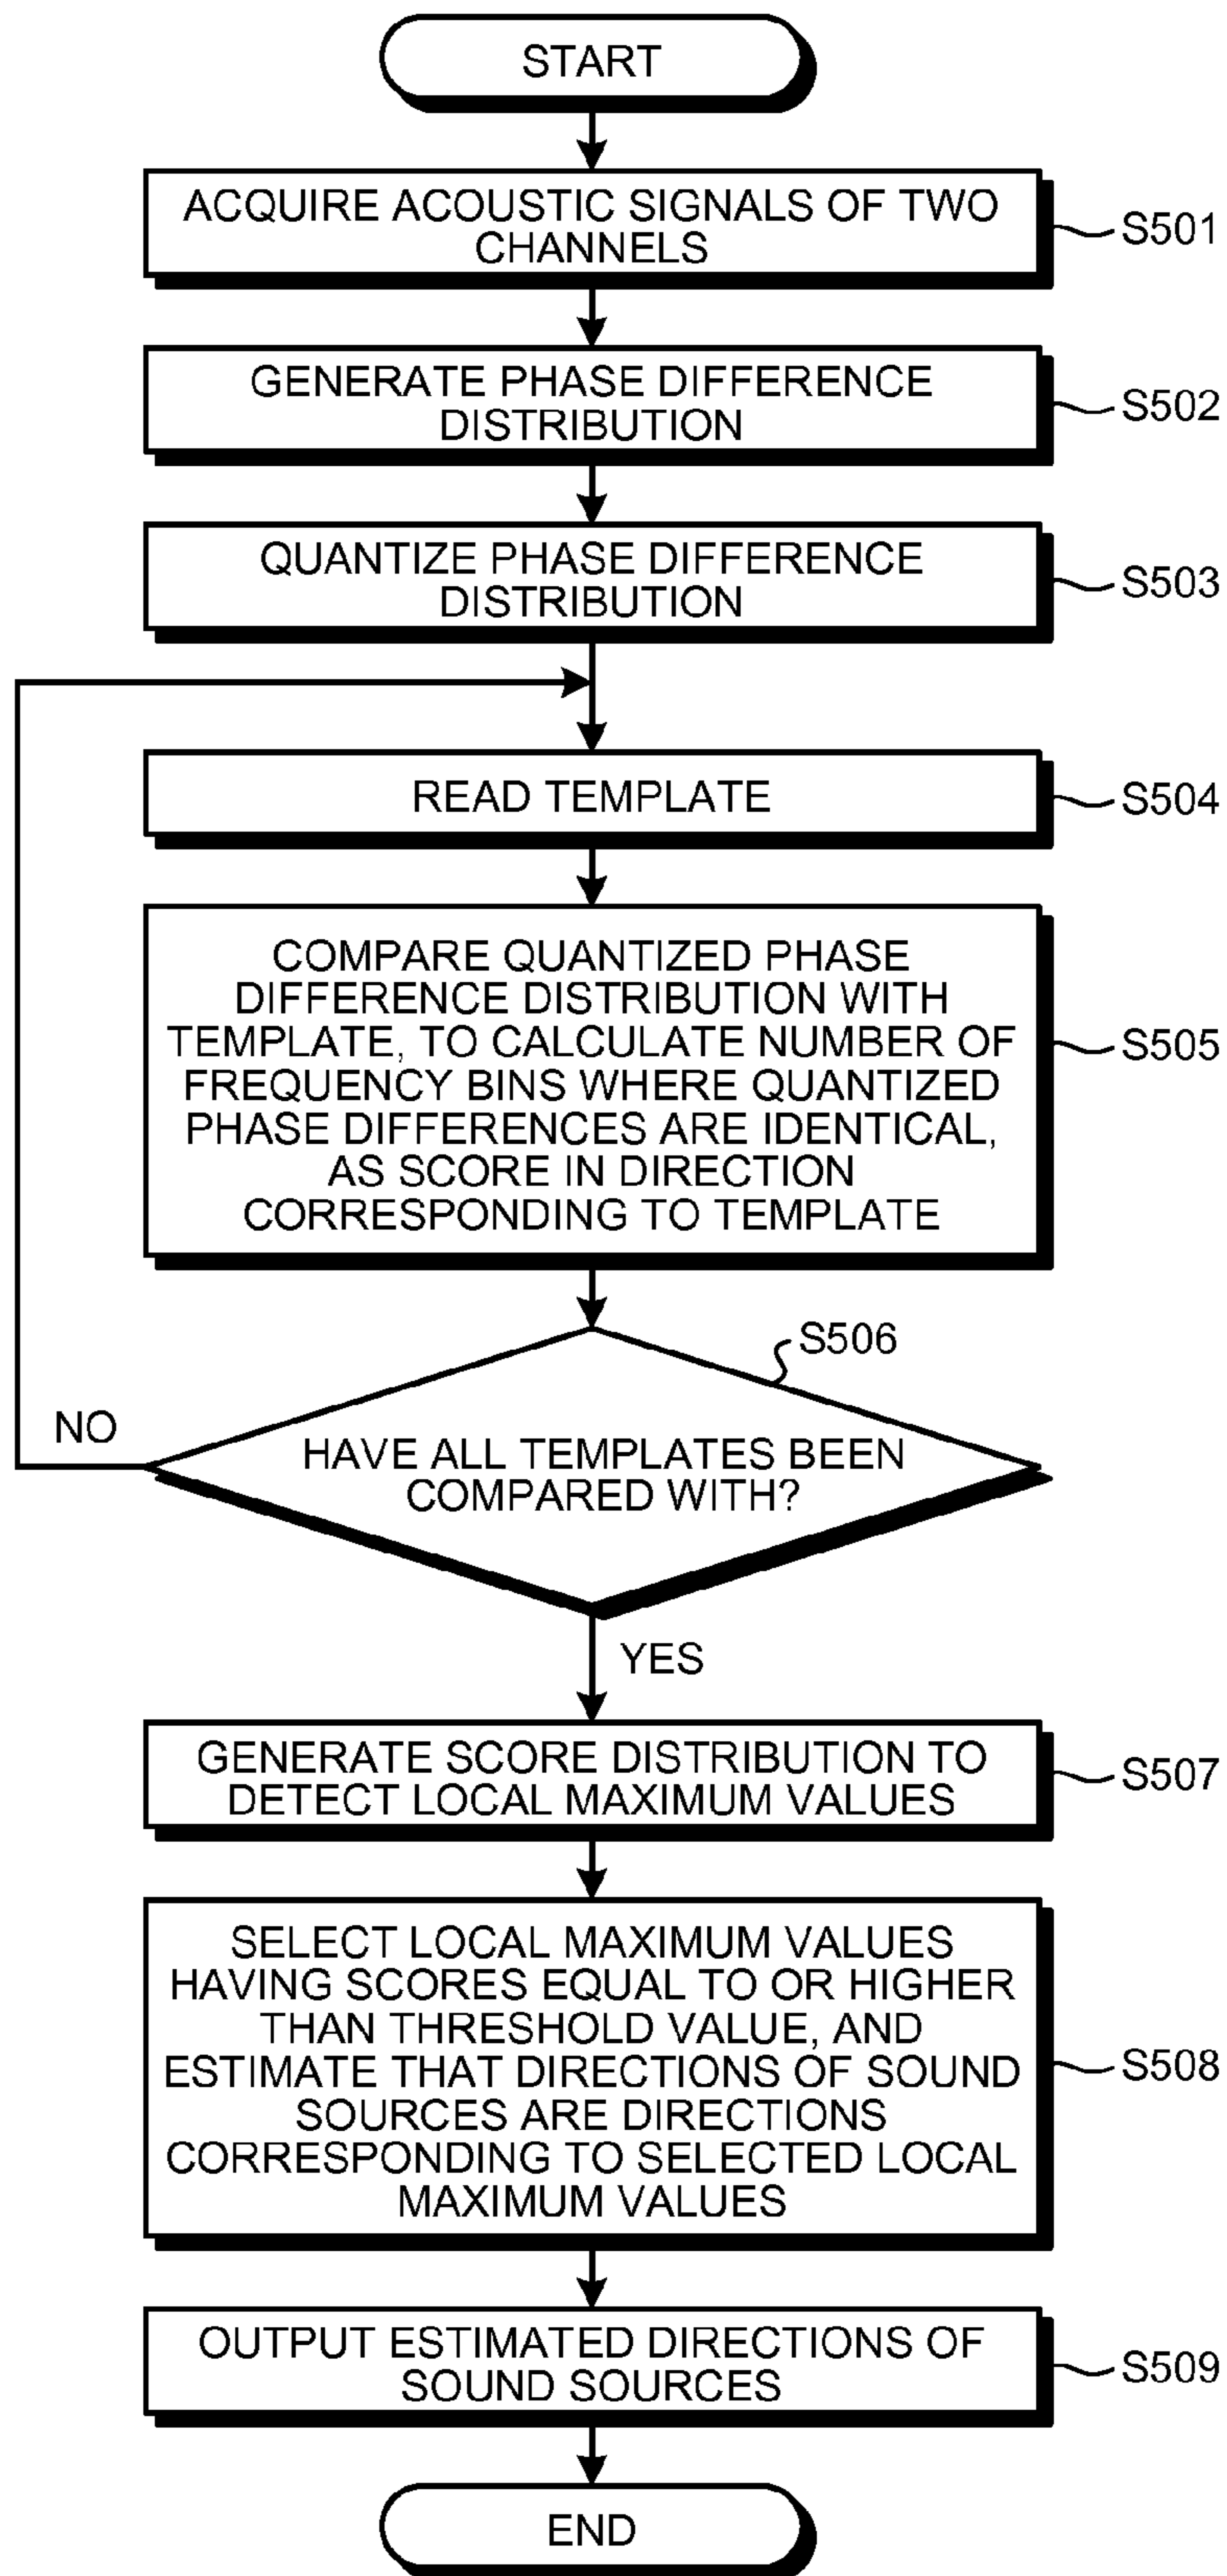 START
ACQUIRE ACOUSTIC SIGNALS OF TWO
CHANNELS
S501
GENERATE PHASE DIFFERENCE
DISTRIBUTION
S502
QUANTIZE PHASE DIFFERENCE
DISTRIBUTION
S503
READ TEMPLATE
S504
COMPARE QUANTIZED PHASE
DIFFERENCE DISTRIBUTION WITH
TEMPLATE, TO CALCULATE NUMBER OF
FREQUENCY BINS WHERE QUANTIZED
PHASE DIFFERENCES ARE IDENTICAL,
AS SCORE IN DIRECTION
CORRESPONDING TO TEMPLATE
S505
S506
NO
HAVE ALL TEMPLATES BEEN
COMPARED WITH?
YES
GENERATE SCORE DISTRIBUTION TO
DETECT LOCAL MAXIMUM VALUES
S507
SELECT LOCAL MAXIMUM VALUES
HAVING SCORES EQUAL TO OR HIGHER
THAN THRESHOLD VALUE, AND
ESTIMATE THAT DIRECTIONS OF SOUND
SOURCES ARE DIRECTIONS
CORRESPONDING TO SELECTED LOCAL
MAXIMUM VALUES
S508
OUTPUT ESTIMATED DIRECTIONS OF
SOUND SOURCES
S509
END